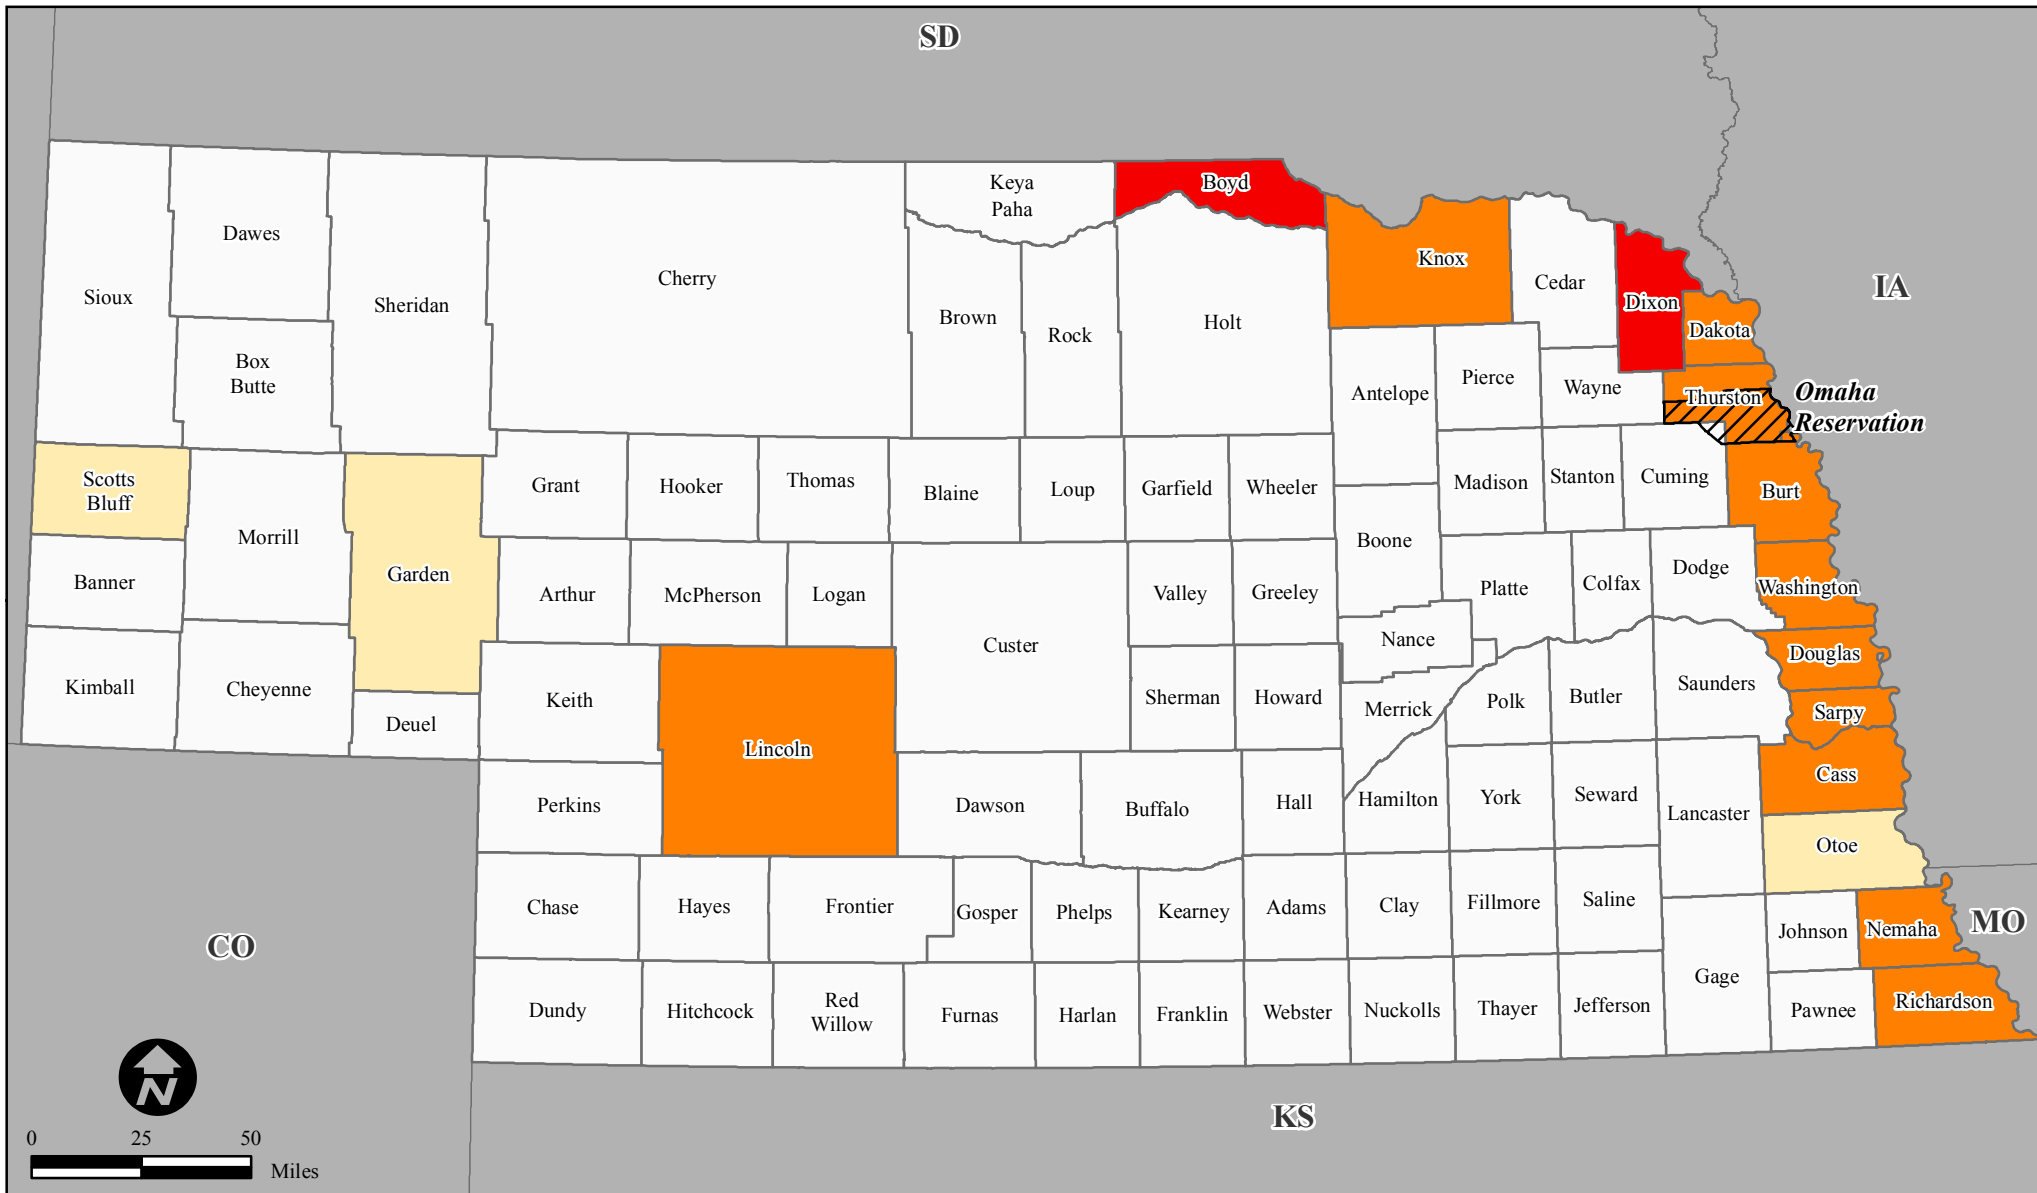 SD
Keya
Paha
Boyd
Dawes
Knox
Cherry
Cedar
IA
Sioux
Sheridan
Dixon
Brown
Holt
Rock
Dakota
Box
Butte
Pierce
Wayne
Antelope
Thurston
Omaha
Reservation
Scotts
Bluff
Grant
Hooker
Thomas
Blaine
Loup
Garfield
Wheeler
Madison
Stanton
Cuming
Burt
Morrill
Boone
Banner
Garden
Arthur
McPherson
Logan
Valley
Greeley
Platte
Colfax
Dodge
Washington
Custer
Nance
Douglas
Kimball
Cheyenne
Keith
Sherman
Howard
Merrick
Polk
Butler
Saunders
Sarpy
Deuel
Lincoln
Cass
Perkins
Dawson
Buffalo
Hall
Hamilton
York
Seward
Lancaster
Otoe
Chase
Hayes
Frontier
Gosper
Phelps
Kearney
Adams
Clay
Fillmore
Saline
Johnson
Nemaha
MO
CO
Gage
Dundy
Hitchcock
Red
Willow
Furnas
Harlan
Franklin
Webster
Nuckolls
Thayer
Jefferson
Pawnee
Richardson
N
KS
0 25 50
Miles